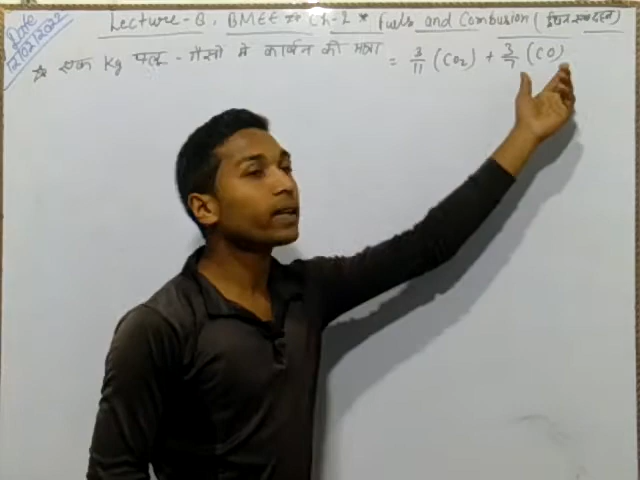 Date
12/02/2022
Lecture-8, BMEE Ch-2 * Fuels and Combusion (ईंधन एवं दहन)
* एक Kg फ्लू-गैसो मे कार्बन की मात्रा = 3/11 (CO₂) + 3/7 (CO)